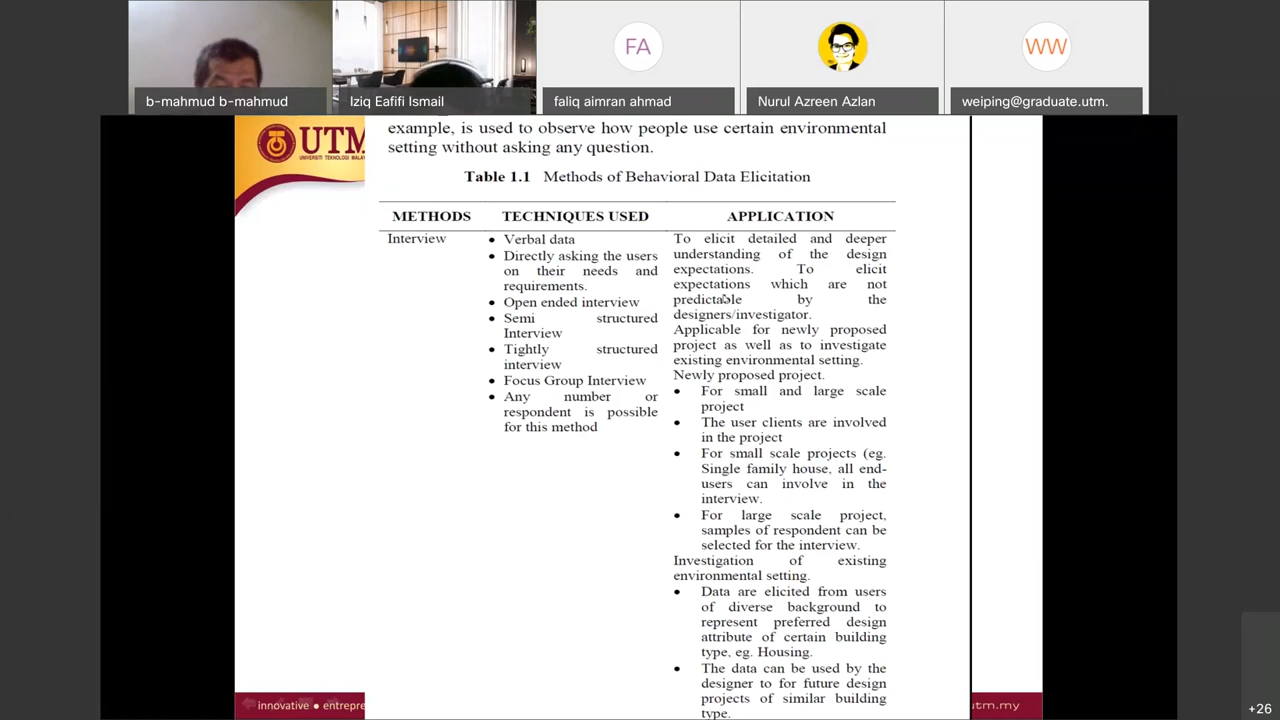 FA
WW
b-mahmud b-mahmud
Iziq Eafifi Ismail
faliq aimran ahmad
Nurul Azreen Azlan
weiping@graduate.utm.
UTM
UNIVERSITI TEKNOLOGI MALAY
example, is used to observe how people use certain environmental
setting without asking any question.
Table 1.1 Methods of Behavioral Data Elicitation
METHODS TECHNIQUES USED APPLICATION
Interview
• Verbal data
• Directly asking the users
on their needs and
requirements.
• Open ended interview
• Semi structured
Interview
• Tightly structured
interview
• Focus Group Interview
• Any number or
respondent is possible
for this method
To elicit detailed and deeper
understanding of the design
expectations. To elicit
expectations which are not
predictable by the
designers/investigator.
Applicable for newly proposed
project as well as to investigate
existing environmental setting.
Newly proposed project.
• For small and large scale
project
• The user clients are involved
in the project
• For small scale projects (eg.
Single family house, all end-
users can involve in the
interview.
• For large scale project,
samples of respondent can be
selected for the interview.
Investigation of existing
environmental setting.
• Data are elicited from users
of diverse background to
represent preferred design
attribute of certain building
type, eg. Housing.
• The data can be used by the
designer to for future design
projects of similar building
type.
innovative ● entrepre
utm.my
+26